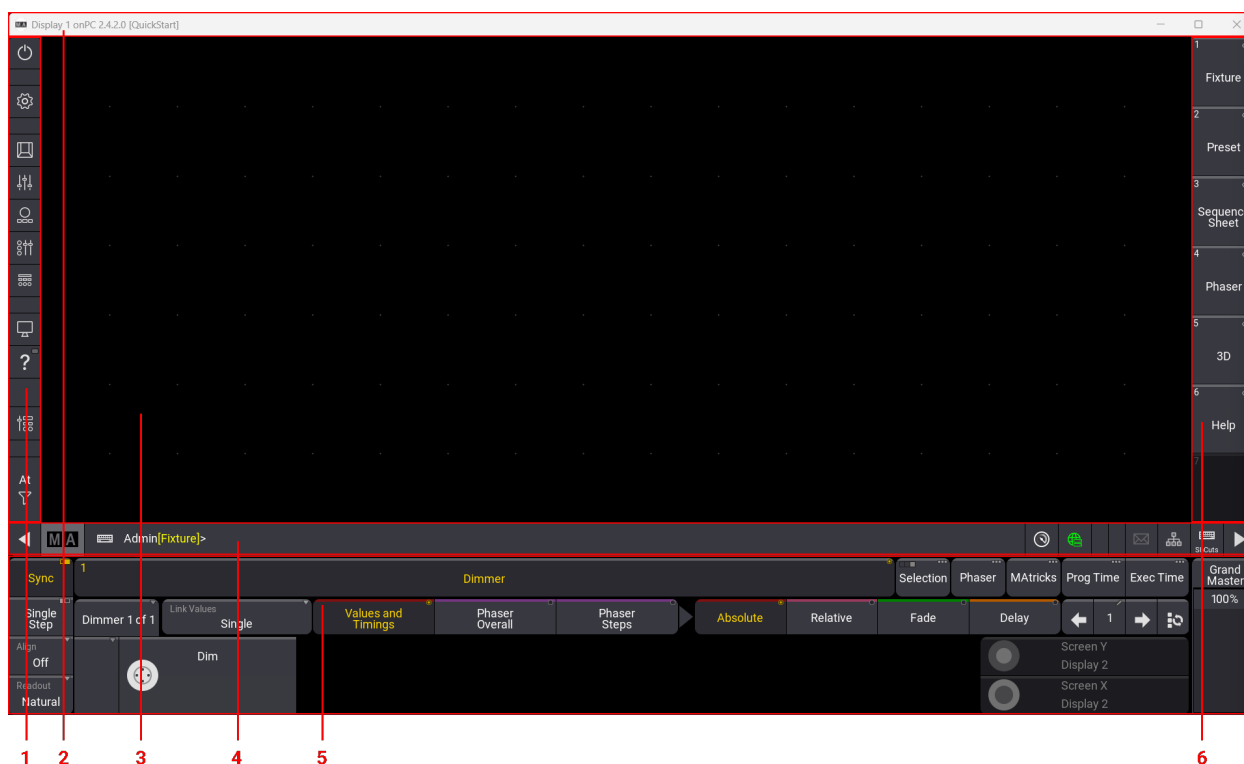 MA Display 1 onPC 2.4.2.0 [QuickStart]
1
Fixture
2
Preset
3
Sequenc
Sheet
4
Phaser
5
3D
6
Help
7
?
At
MA Admin[Fixture]>
Sh Cuts
Sync
1
Dimmer
Selection
Phaser
MAtricks
Prog Time
Exec Time
Grand
Master
100%
Single
Step
Dimmer 1 of 1
Link Values
Single
Values and
Timings
Phaser
Overall
Phaser
Steps
Absolute
Relative
Fade
Delay
1
Align
Off
Dim
Screen Y
Display 2
Readout
Natural
Screen X
Display 2
1 2 3 4 5 6